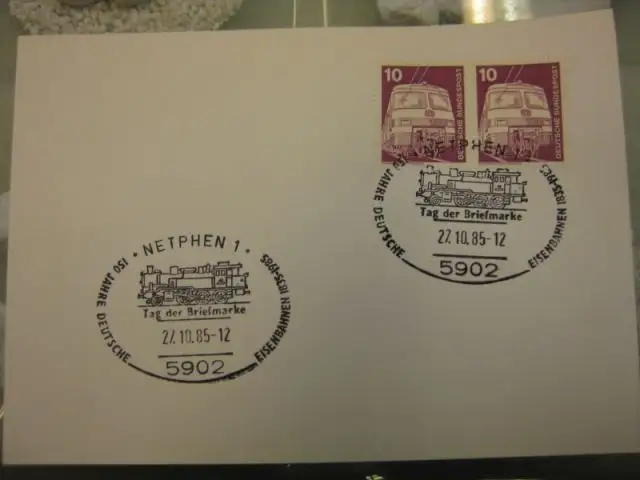 10
DEUTSCHE BUNDESPOST
10
DEUTSCHE BUNDESPOST
NETPHEN 1
150 JAHRE DEUTSCHE EISENBAHNEN 1835-1985
Tag der Briefmarke
27.10.85-12
5902
NETPHEN 1
150 JAHRE DEUTSCHE EISENBAHNEN 1835-1985
Tag der Briefmarke
27.10.85-12
5902